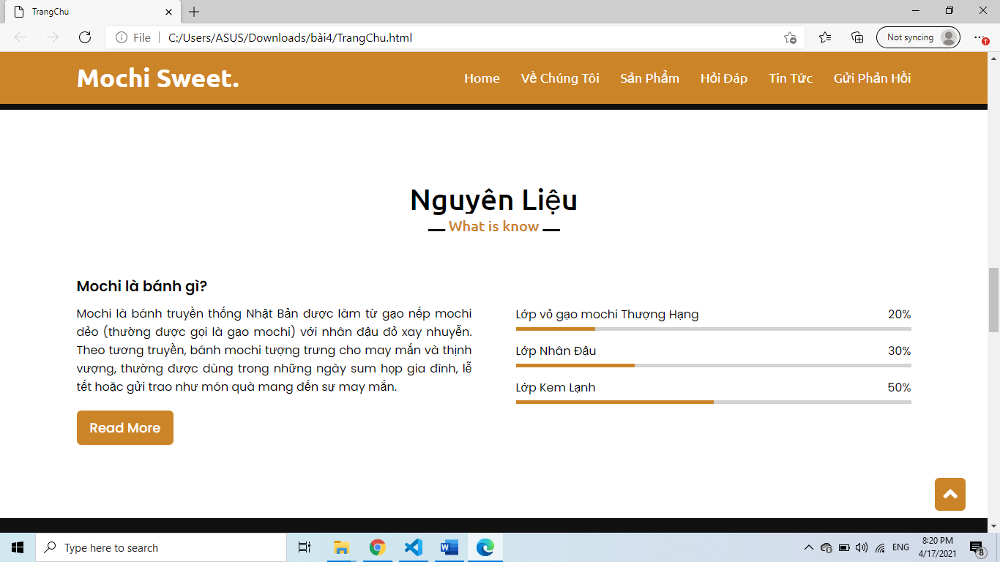 TrangChu
File
C:/Users/ASUS/Downloads/bài4/TrangChu.html
Not syncing
Mochi Sweet.
Home Về Chúng Tôi Sản Phẩm Hỏi Đáp Tin Tức Gửi Phản Hồi
Nguyên Liệu
What is know
Mochi là bánh gì?
Mochi là bánh truyền thống Nhật Bản được làm từ gạo nếp mochi
dẻo (thường được gọi là gạo mochi) với nhân đậu đỏ xay nhuyễn.
Theo tương truyền, bánh mochi tượng trưng cho may mắn và thịnh
vượng, thường được dùng trong những ngày sum họp gia đình, lễ
tết hoặc gửi trao như món quà mang đến sự may mắn.
Read More
Lớp vỏ gạo mochi Thượng Hạng 20%
Lớp Nhân Đậu 30%
Lớp Kem Lạnh 50%
Type here to search
ENG
8:20 PM
4/17/2021
8